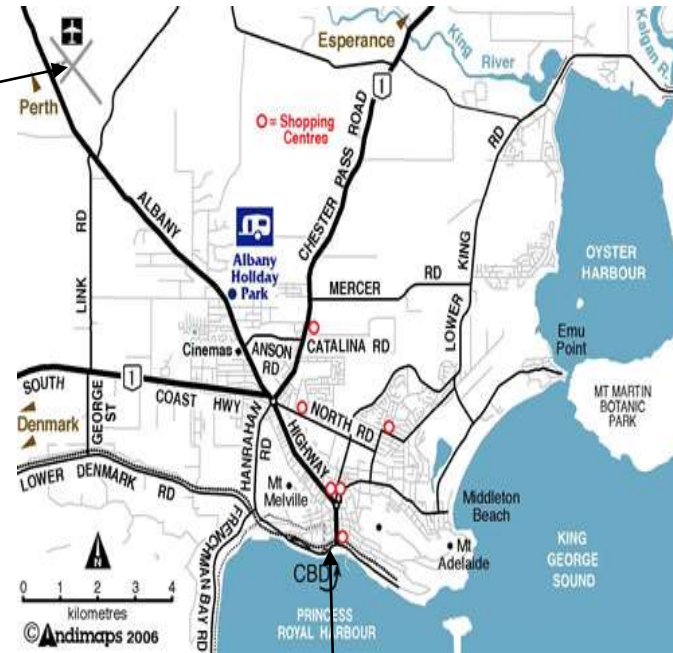 Esperance
King
River
Kalgan R.
1
Perth
O = Shopping
Centres
CHESTER PASS ROAD
ALBANY
LINK RD
Albany
Holiday
Park
MERCER RD
LOWER KING RD
OYSTER
HARBOUR
Cinemas
ANSON
RD
CATALINA RD
Emu
Point
1
SOUTH COAST HWY
GEORGE ST
HANRAHAN RD
NORTH RD
HIGHWAY
MT MARTIN
BOTANIC
PARK
Denmark
LOWER DENMARK RD
Mt
Melville
Middleton
Beach
FRENCHMAN BAY RD
Mt
Adelaide
KING
GEORGE
SOUND
N
CBD
0 1 2 3 4
kilometres
PRINCESS
ROYAL HARBOUR
©Andimaps 2006